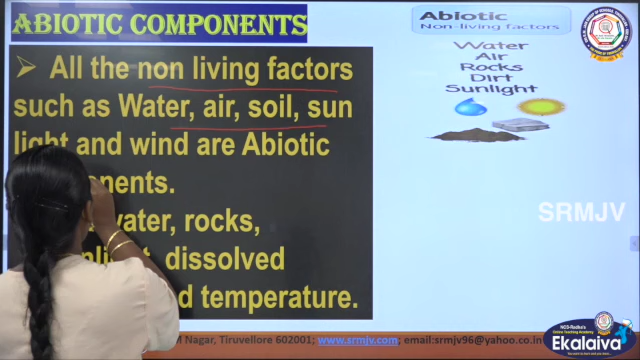 ABIOTIC COMPONENTS
All the non living factors
such as Water, air, soil, sun
light and wind are Abiotic
water, rocks,
dissolved
temperature.
Abiotic
Non-living factors
Water
Air
Rocks
Dirt
Sunlight
SRMJV
Nagar, Tiruvellore 602001; www.srmjv.com; email:srmjv96@yahoo.co.in
NGS-Radha's
Ekalaiva